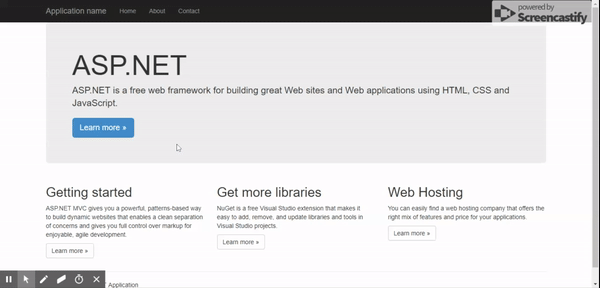 Application name Home About Contact
powered by
Screencastify
ASP.NET
ASP.NET is a free web framework for building great Web sites and Web applications using HTML, CSS and
JavaScript.
Learn more »
Getting started
ASP.NET MVC gives you a powerful, patterns-based way
to build dynamic websites that enables a clean separation
of concerns and gives you full control over markup for
enjoyable, agile development.
Learn more »
Get more libraries
NuGet is a free Visual Studio extension that makes it
easy to add, remove, and update libraries and tools in
Visual Studio projects.
Learn more »
Web Hosting
You can easily find a web hosting company that offers the
right mix of features and price for your applications.
Learn more »
Application